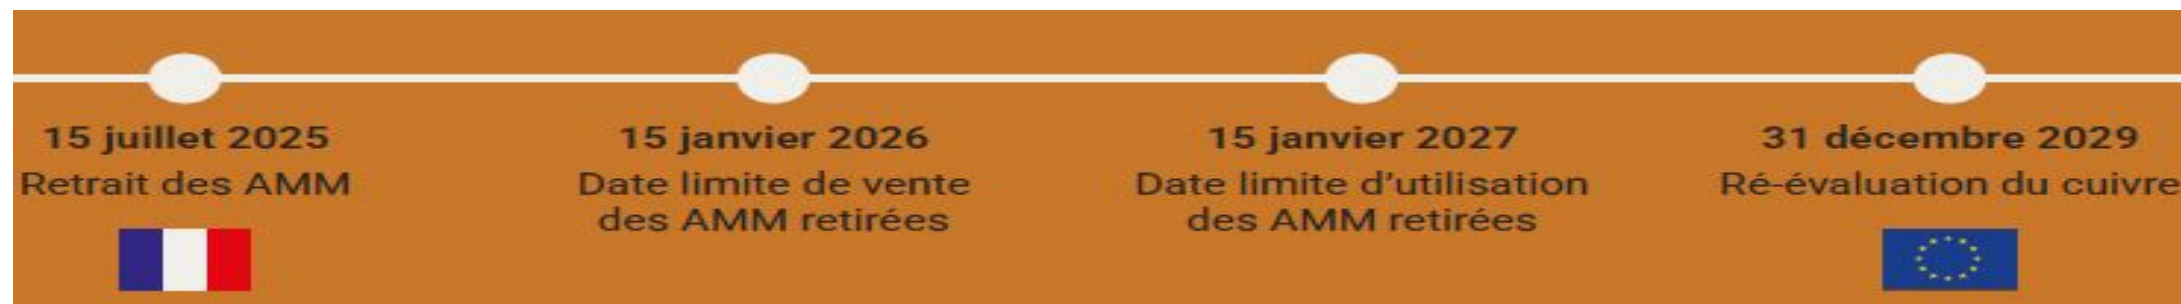 15 juillet 2025
Retrait des AMM
15 janvier 2026
Date limite de vente
des AMM retirées
15 janvier 2027
Date limite d'utilisation
des AMM retirées
31 décembre 2029
Ré-évaluation du cuivre